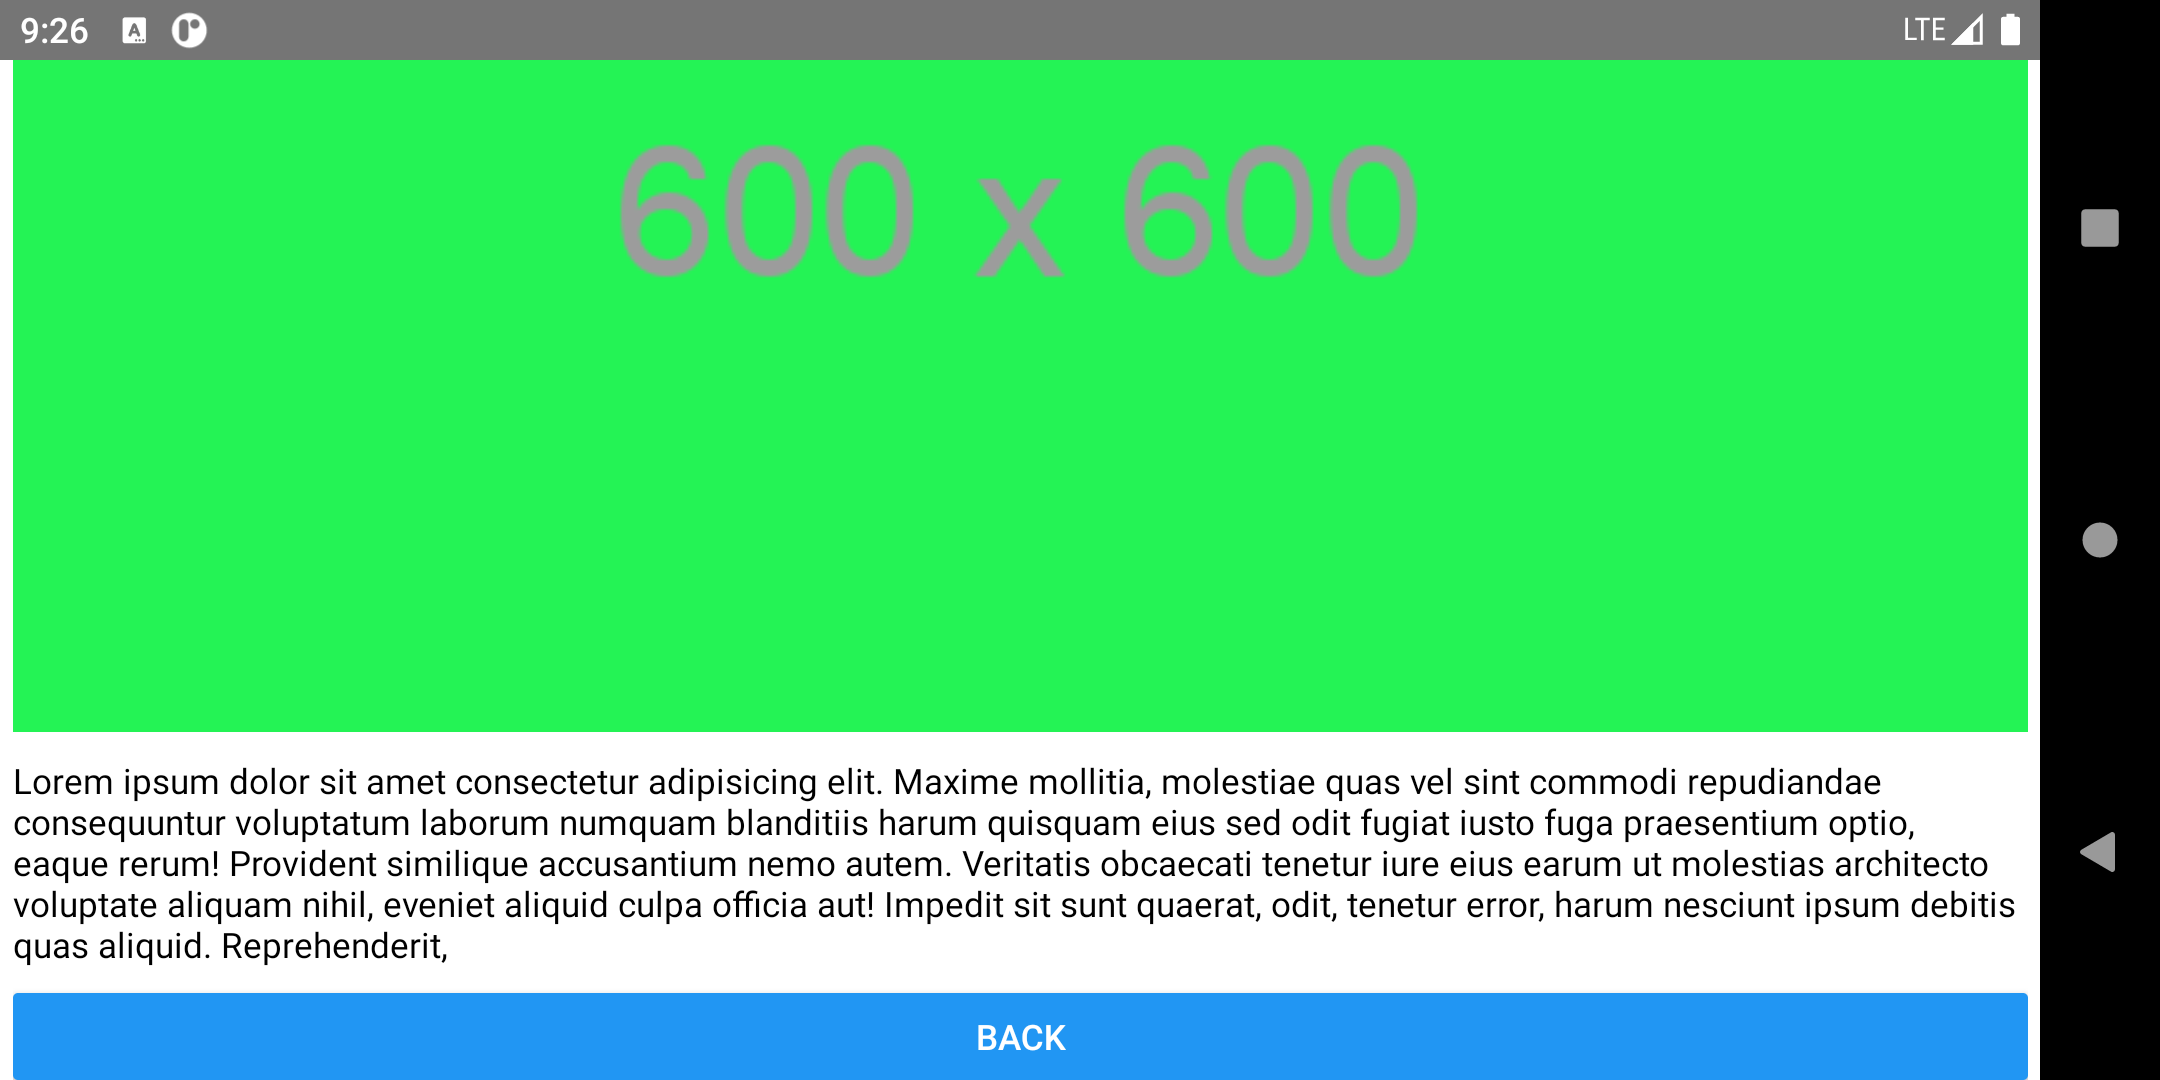 9:26
LTE
600 x 600
Lorem ipsum dolor sit amet consectetur adipisicing elit. Maxime mollitia, molestiae quas vel sint commodi repudiandae
consequuntur voluptatum laborum numquam blanditiis harum quisquam eius sed odit fugiat iusto fuga praesentium optio,
eaque rerum! Provident similique accusantium nemo autem. Veritatis obcaecati tenetur iure eius earum ut molestias architecto
voluptate aliquam nihil, eveniet aliquid culpa officia aut! Impedit sit sunt quaerat, odit, tenetur error, harum nesciunt ipsum debitis
quas aliquid. Reprehenderit,
BACK